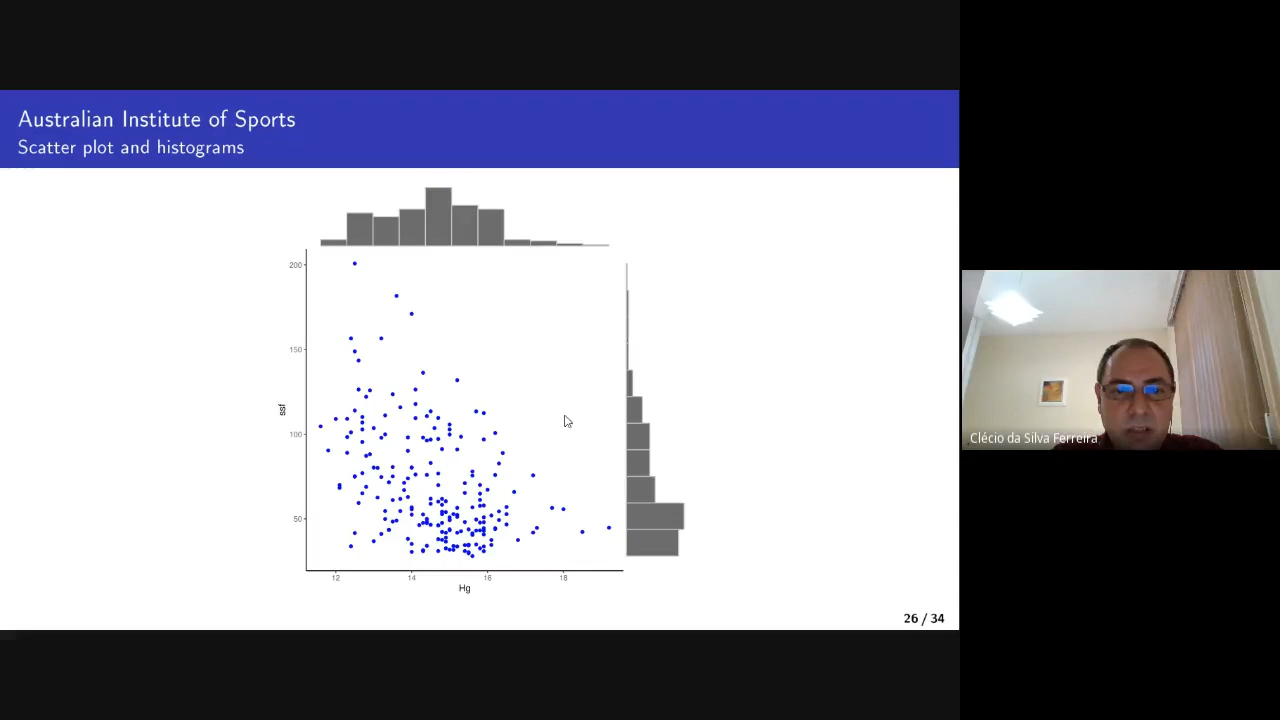 Australian Institute of Sports
Scatter plot and histograms
200
150
100
50
ssf
12 14 16 18
Hg
26 / 34
Clécio da Silva Ferreira